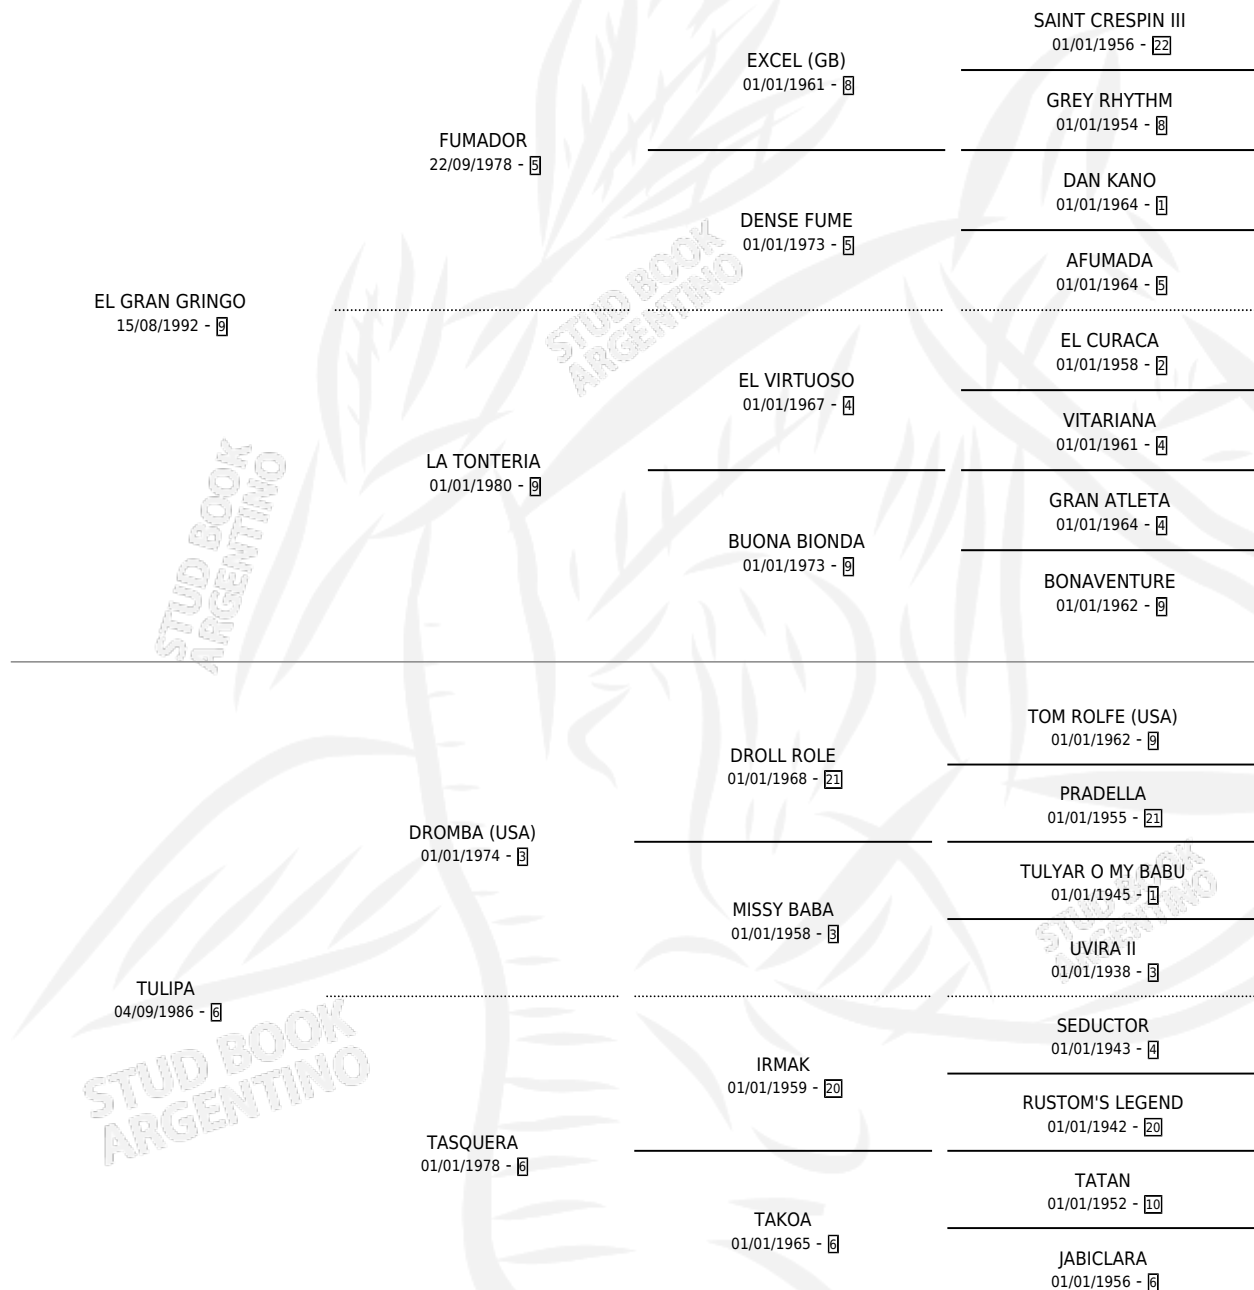 SAINT CRESPIN III
01/01/1956 - 22
EXCEL (GB)
01/01/1961 - 8
GREY RHYTHM
01/01/1954 - 8
FUMADOR
22/09/1978 - 5
DAN KANO
01/01/1964 - 1
DENSE FUME
01/01/1973 - 5
AFUMADA
01/01/1964 - 5
EL GRAN GRINGO
15/08/1992 - 9
STUD BOOK
ARGENTINO
EL CURACA
01/01/1958 - 2
EL VIRTUOSO
01/01/1967 - 4
VITARIANA
01/01/1961 - 4
LA TONTERIA
01/01/1980 - 9
GRAN ATLETA
01/01/1964 - 4
BUONA BIONDA
01/01/1973 - 9
BONAVENTURE
01/01/1962 - 9
STUD BOOK
ARGENTINO
TOM ROLFE (USA)
01/01/1962 - 9
DROLL ROLE
01/01/1968 - 21
PRADELLA
01/01/1955 - 21
DROMBA (USA)
01/01/1974 - 3
TULYAR O MY BABU
01/01/1945 - 1
MISSY BABA
01/01/1958 - 3
UVIRA II
01/01/1938 - 3
STUD BOOK
ARGENTINO
TULIPA
04/09/1986 - 6
SEDUCTOR
01/01/1943 - 4
IRMAK
01/01/1959 - 20
RUSTOM'S LEGEND
01/01/1942 - 20
STUD BOOK
ARGENTINO
TASQUERA
01/01/1978 - 6
TATAN
01/01/1952 - 10
TAKOA
01/01/1965 - 6
JABICLARA
01/01/1956 - 6